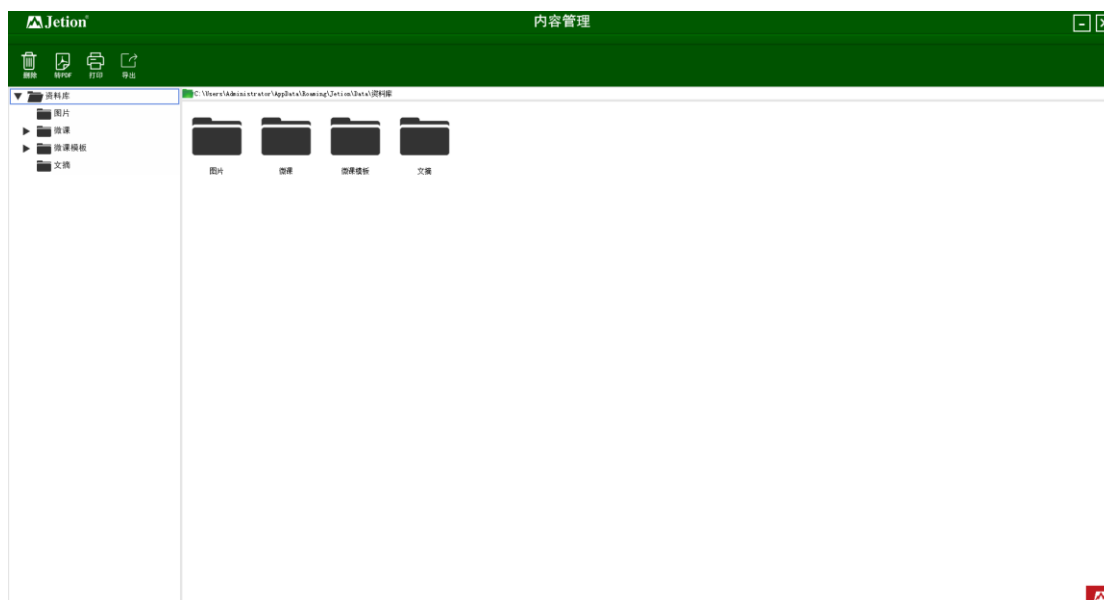 Jetion®
内容管理
删除 转PDF 打印 导出
资料库
图片
微课
微课模板
文摘
C:\Users\Administrator\AppData\Roaming\Jetion\Data\资料库
图片 微课 微课模板 文摘